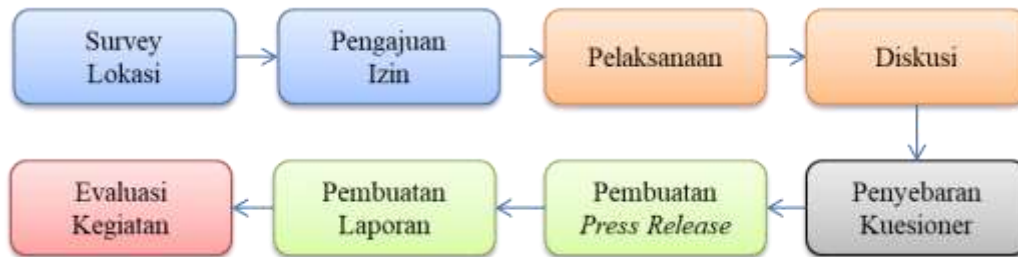 Survey
Lokasi
Pengajuan
Izin
Pelaksanaan
Diskusi
Penyebaran
Kuesioner
Pembuatan
Press Release
Pembuatan
Laporan
Evaluasi
Kegiatan